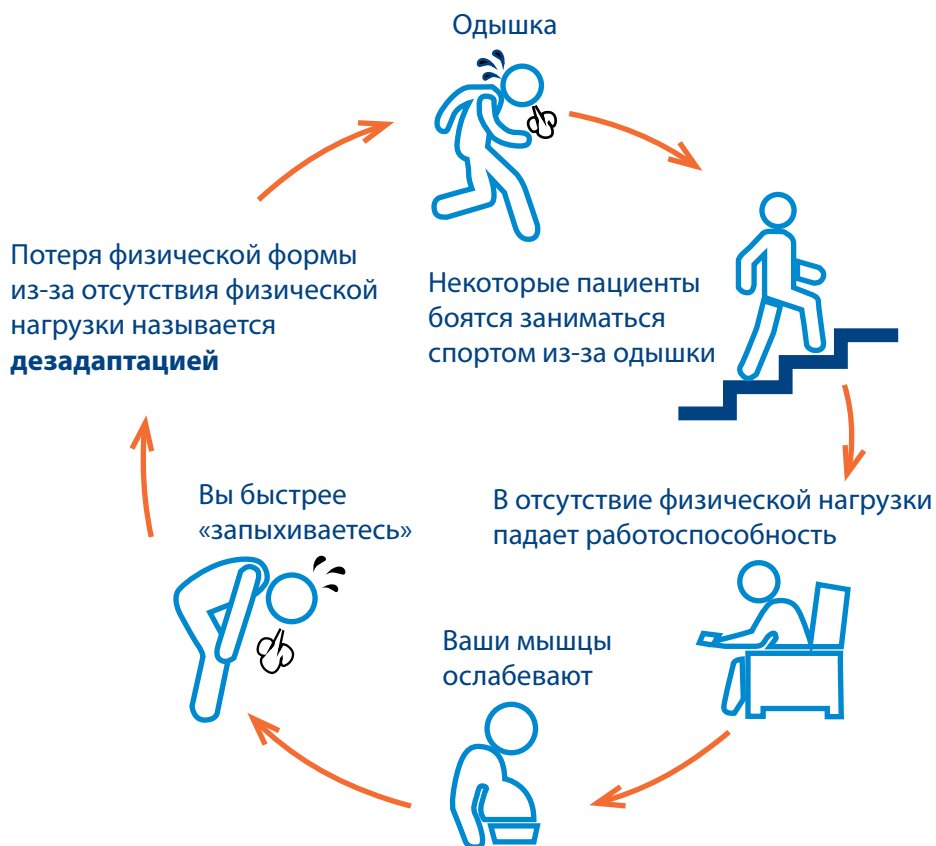 Одышка
Некоторые пациенты
боятся заниматься
спортом из-за одышки
В отсутствие физической нагрузки
падает работоспособность
Ваши мышцы
ослабевают
Вы быстрее
«запыхиваетесь»
Потеря физической формы
из-за отсутствия физической
нагрузки называется
дезадаптацией